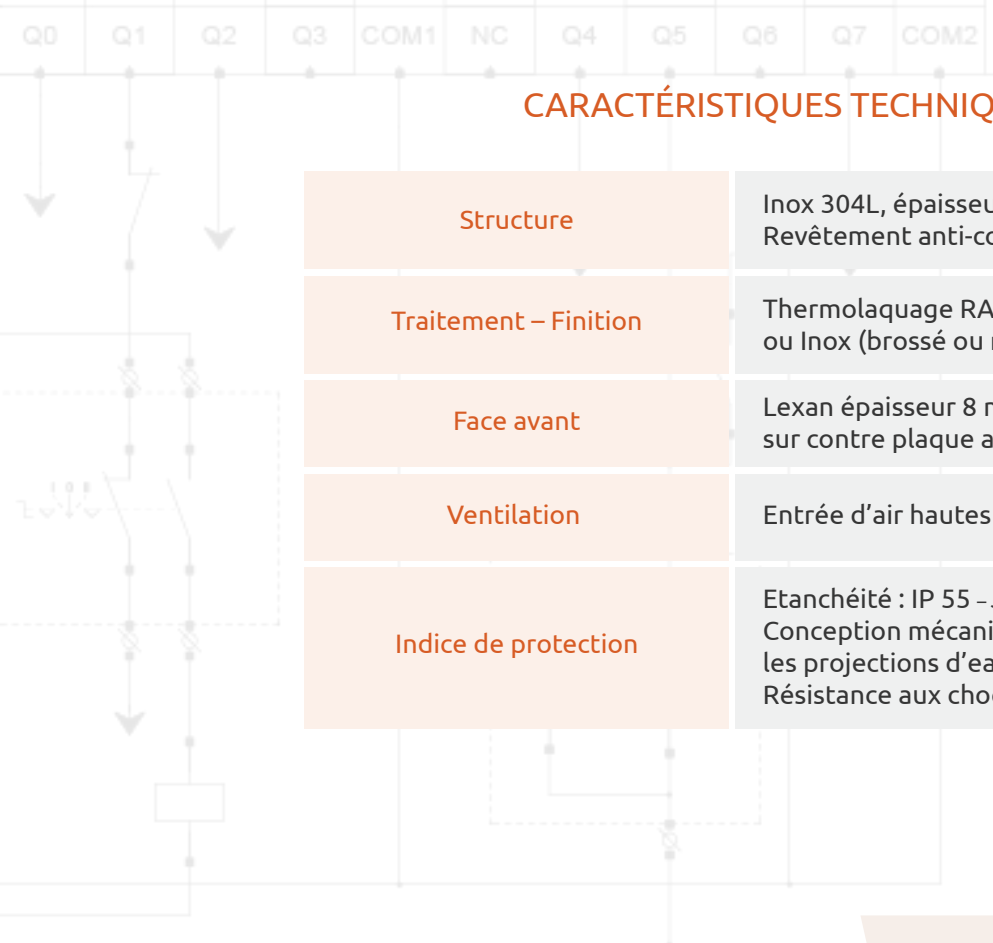 Q0 Q1 Q2 Q3 COM1 NC Q4 Q5 Q6 Q7 COM2
CARACTÉRISTIQUES TECHNIQ
Structure
Inox 304L, épaisseu
Revêtement anti-co
Traitement – Finition
Thermolaquage RA
ou Inox (brossé ou
Face avant
Lexan épaisseur 8
sur contre plaque a
Ventilation
Entrée d’air hautes
Indice de protection
Etanchéité : IP 55 –
Conception mécani
les projections d’ea
Résistance aux cho